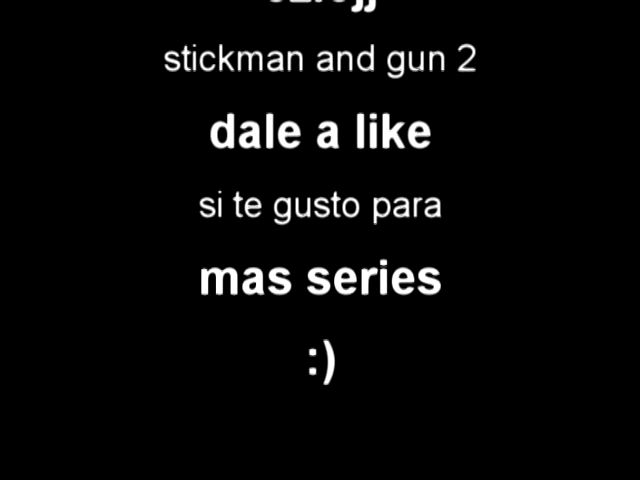 stickman and gun 2
dale a like
si te gusto para
mas series
:)